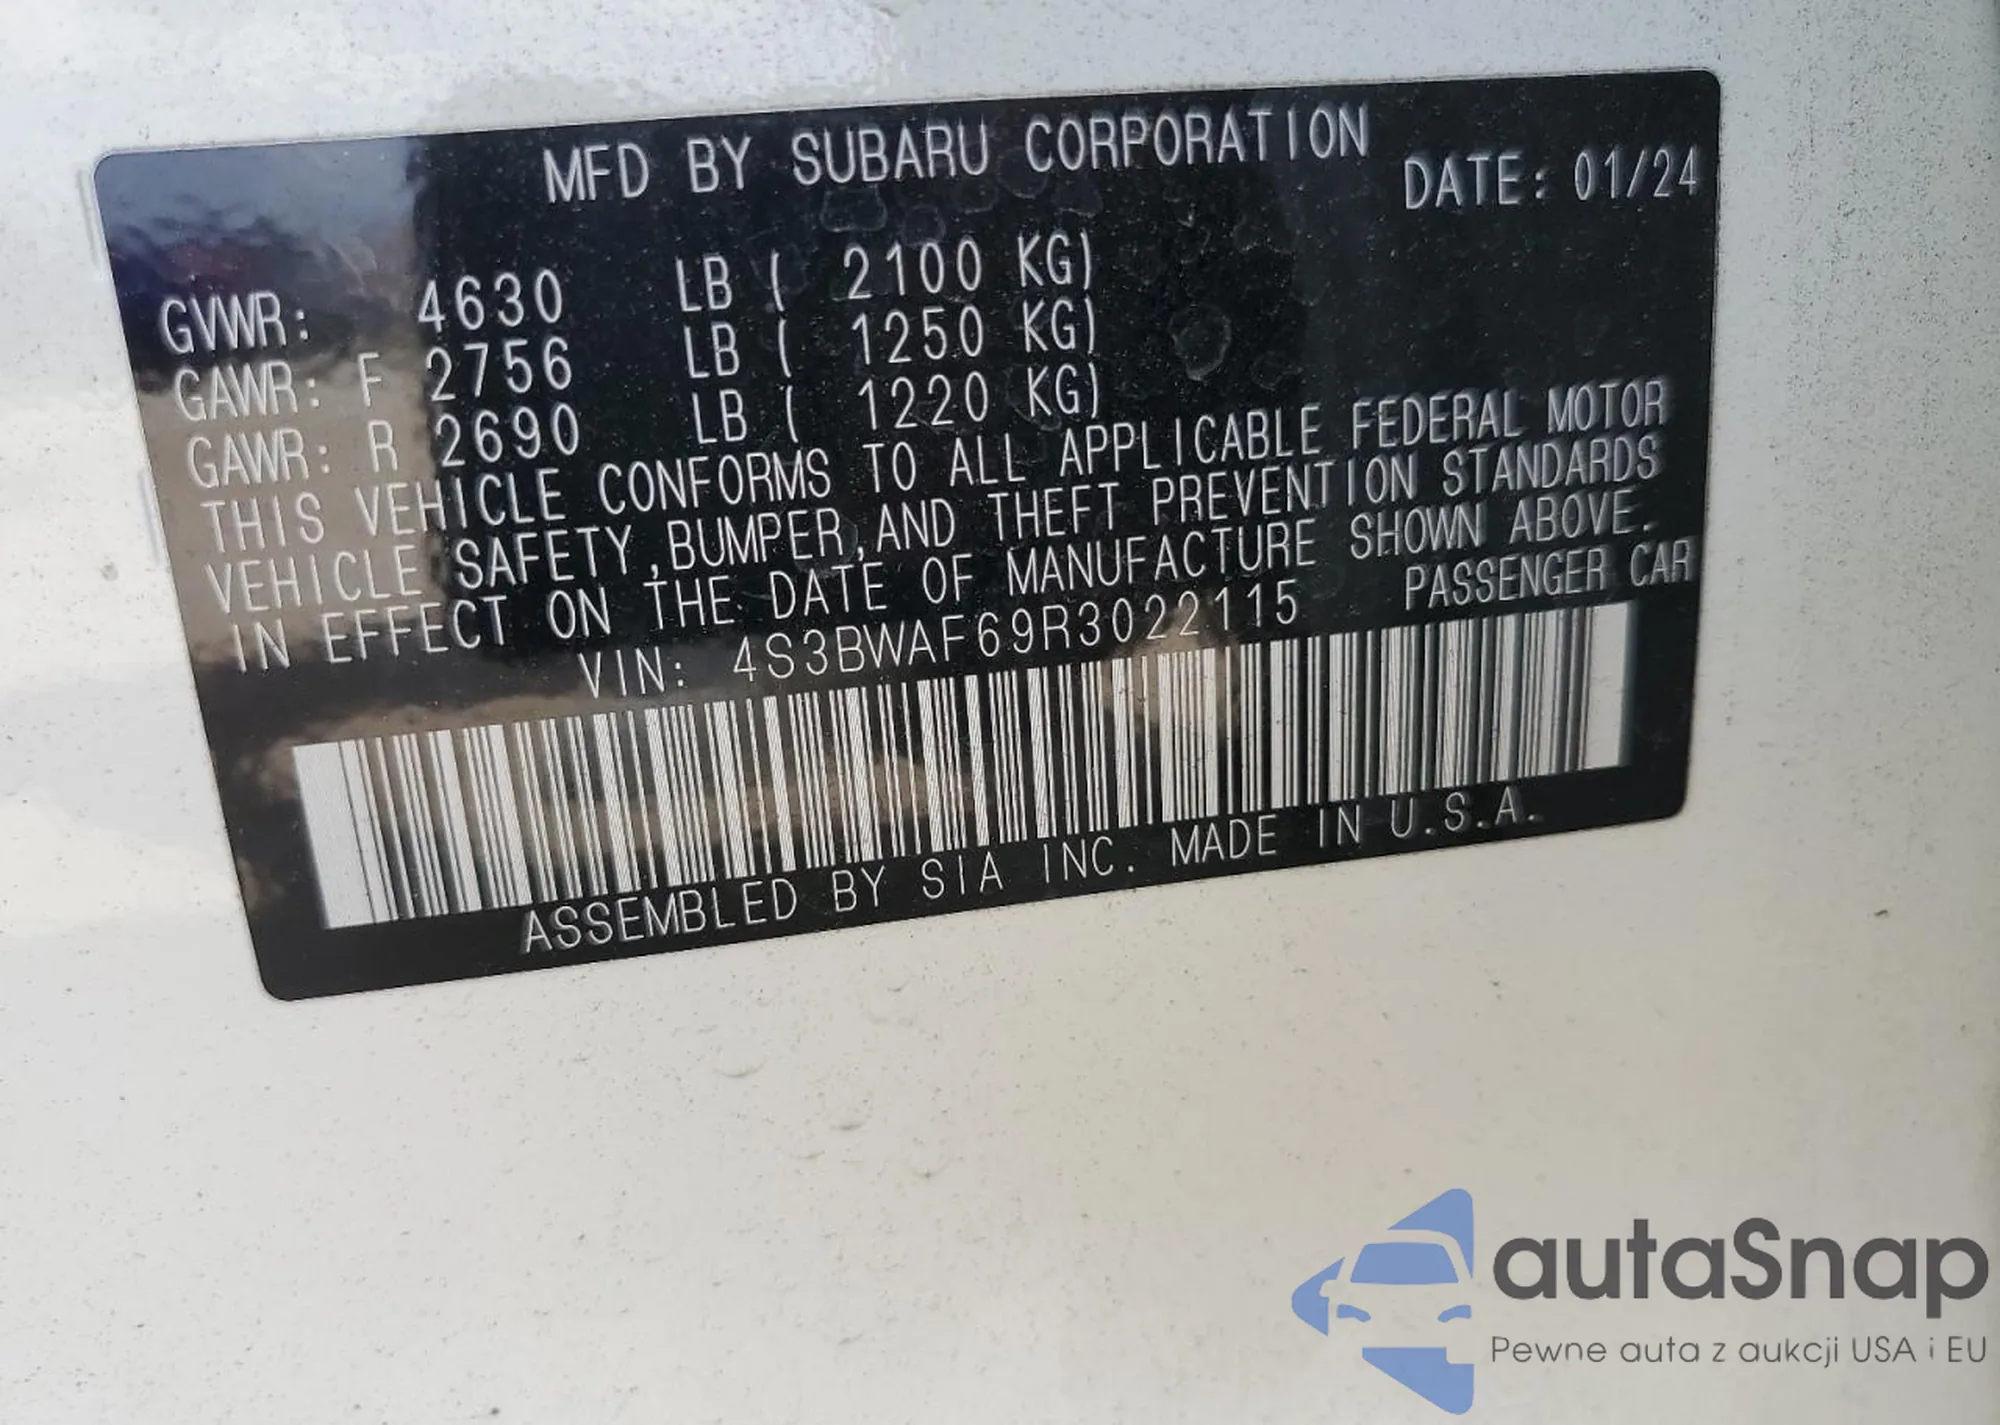 MFD BY SUBARU CORPORATION DATE: 01/24
GVWR: 4630 LB ( 2100 KG)
GAWR: F 2756 LB ( 1250 KG)
GAWR: R 2690 LB ( 1220 KG)
THIS VEHICLE CONFORMS TO ALL APPLICABLE FEDERAL MOTOR
VEHICLE SAFETY,BUMPER,AND THEFT PREVENTION STANDARDS
IN EFFECT ON THE DATE OF MANUFACTURE SHOWN ABOVE.
VIN: 4S3BWAF69R3022115 PASSENGER CAR
ASSEMBLED BY SIA INC. MADE IN U.S.A.
autaSnap
Pewne auta z aukcji USA i EU